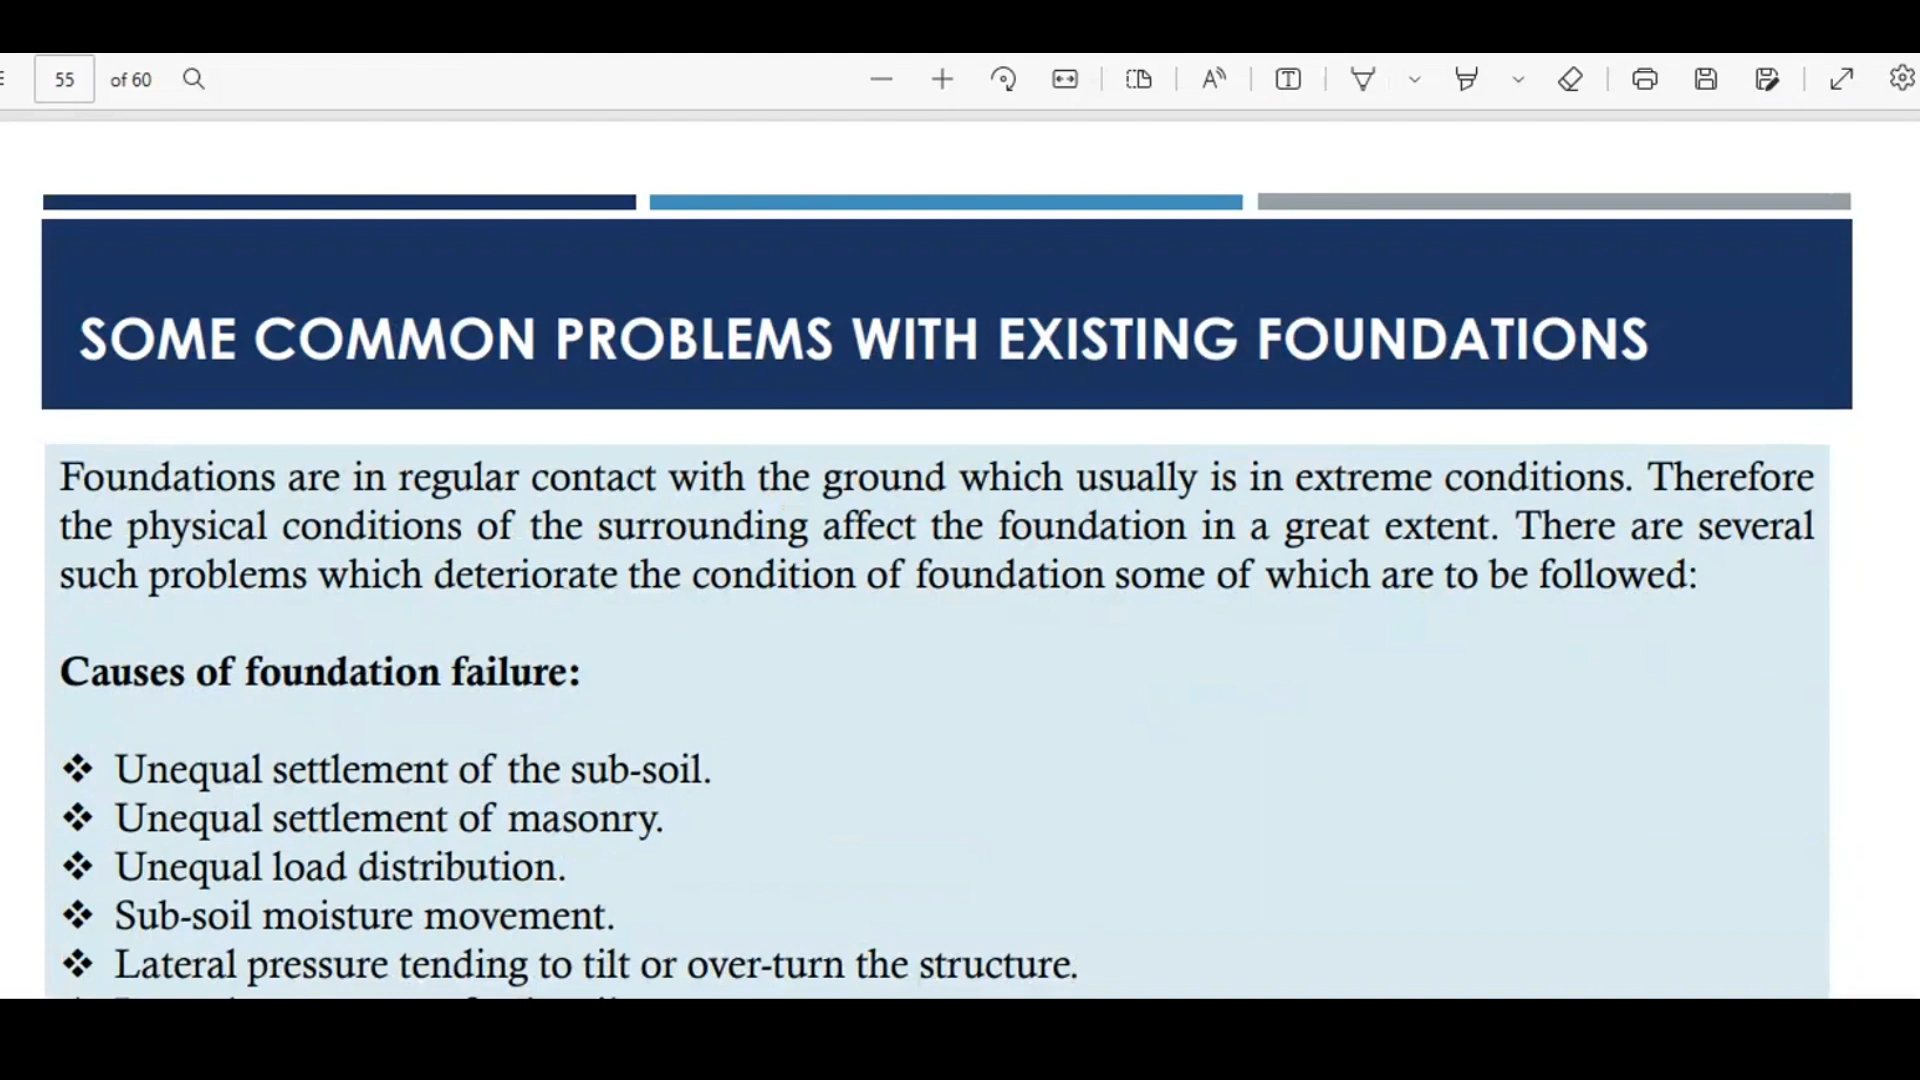 55 of 60
SOME COMMON PROBLEMS WITH EXISTING FOUNDATIONS
Foundations are in regular contact with the ground which usually is in extreme conditions. Therefore
the physical conditions of the surrounding affect the foundation in a great extent. There are several
such problems which deteriorate the condition of foundation some of which are to be followed:
Causes of foundation failure:
❖ Unequal settlement of the sub-soil.
❖ Unequal settlement of masonry.
❖ Unequal load distribution.
❖ Sub-soil moisture movement.
❖ Lateral pressure tending to tilt or over-turn the structure.